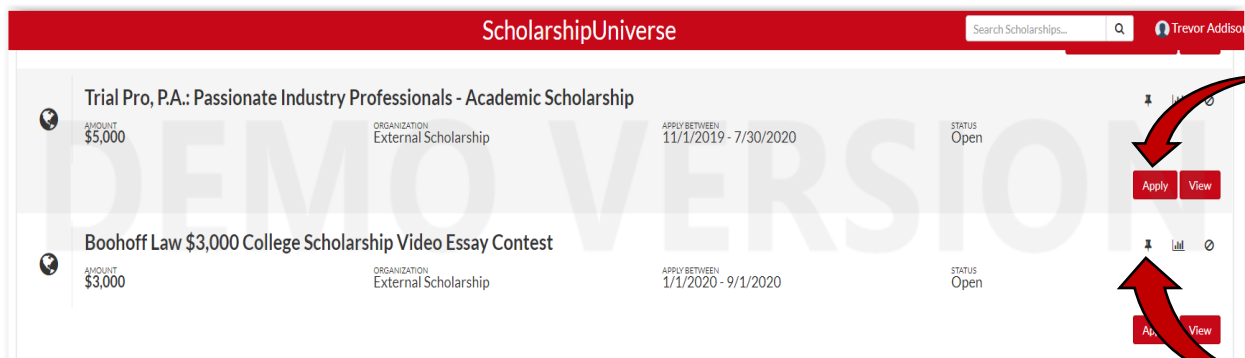 ScholarshipUniverse
Search Scholarships...
Trevor Addison
Trial Pro, P.A.: Passionate Industry Professionals - Academic Scholarship
AMOUNT ORGANIZATION APPLY BETWEEN STATUS
$5,000 External Scholarship 11/1/2019 - 7/30/2020 Open
Apply View
Boohoff Law $3,000 College Scholarship Video Essay Contest
AMOUNT ORGANIZATION APPLY BETWEEN STATUS
$3,000 External Scholarship 1/1/2020 - 9/1/2020 Open
View
DEMO VERSION